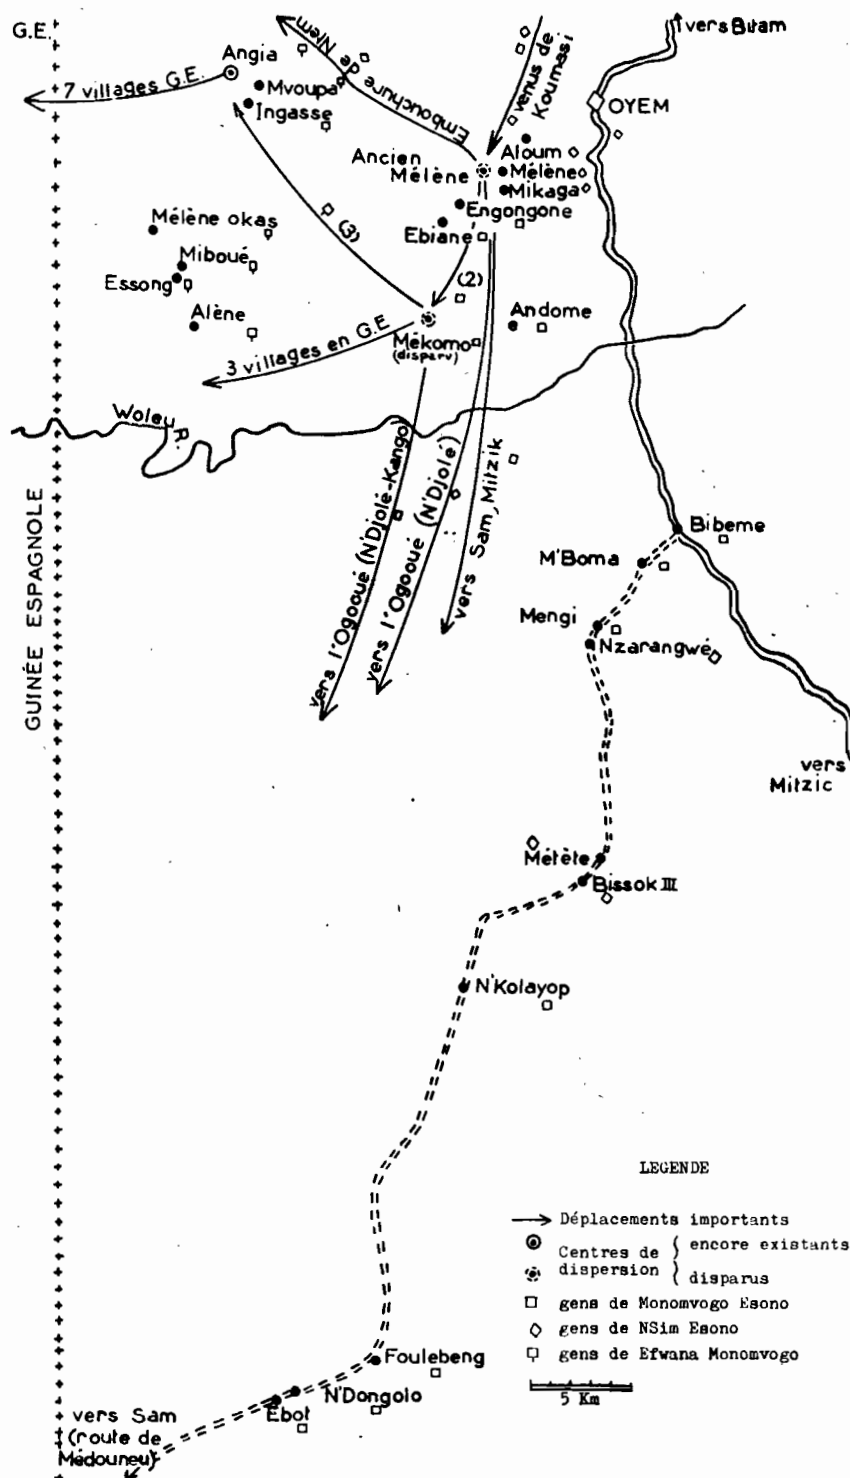 G.E.
vers Bitam
Angia
7 villages G.E.
Mvoupa
Ingasse
Embouchure de Niem
venus de
Koumasi
OYEM
Ancien
Mélène
Aloum
Mélène
Mikaga
Engongone
Ebiane
Mélène okas
Miboué
Essong
Alène
(3)
(2)
3 villages en G.E.
Mékomo
(disparu)
Andome
Woleu R.
GUINÉE ESPAGNOLE
vers l'Ogooué (N'Djolé-Kango)
vers l'Ogooué (N'Djolé)
vers Sam, Mitzik
Bibeme
M'Boma
Mengi
Nzarangwé
vers
Mitzic
Métète
Bissok III
N'Kolayop
Foulebeng
N'Dongolo
Ebot
vers Sam
(route de
Médouneu)
LEGENDE
Déplacements importants
Centres de { encore existants
dispersion { disparus
gens de Monomvogo Esono
gens de NSim Esono
gens de Efwana Monomvogo
5 Km